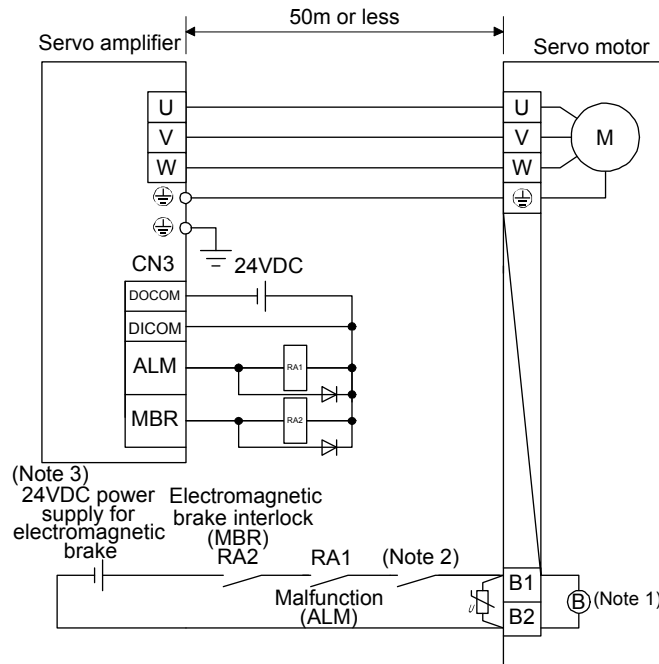 50m or less
Servo amplifier
Servo motor
U
U
V
V
M
W
W
CN3
24VDC
DOCOM
DICOM
ALM
RA1
MBR
RA2
(Note 3)
24VDC power
supply for
electromagnetic
brake
Electromagnetic
brake interlock
(MBR)
RA2
RA1
(Note 2)
Malfunction
(ALM)
U
B1
B2
B
(Note 1)